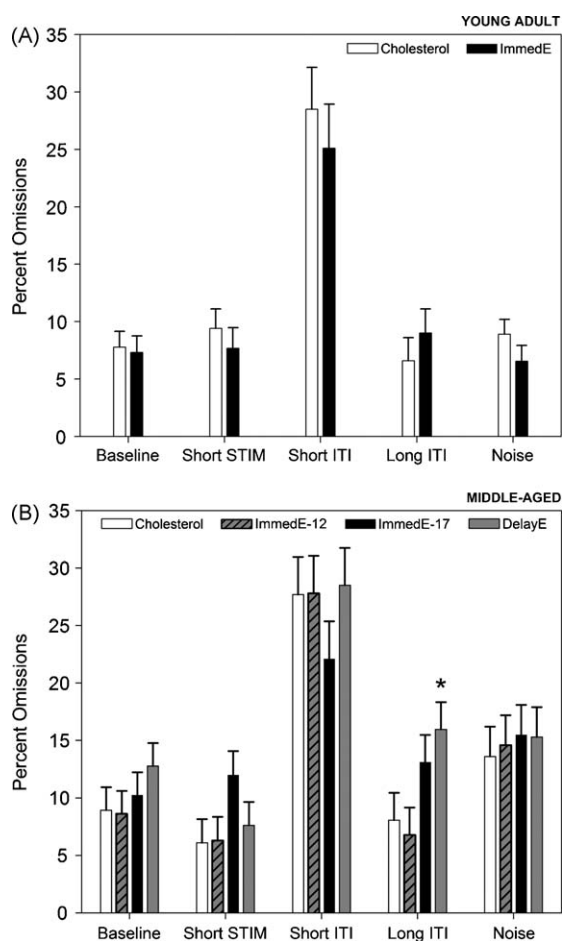 YOUNG ADULT
(A)
Cholesterol ImmedE
35
30
25
20
15
10
5
0
Percent Omissions
Baseline Short STIM Short ITI Long ITI Noise
MIDDLE-AGED
(B)
Cholesterol ImmedE-12 ImmedE-17 DelayE
35
30
25
20
15
10
5
0
Percent Omissions
*
Baseline Short STIM Short ITI Long ITI Noise